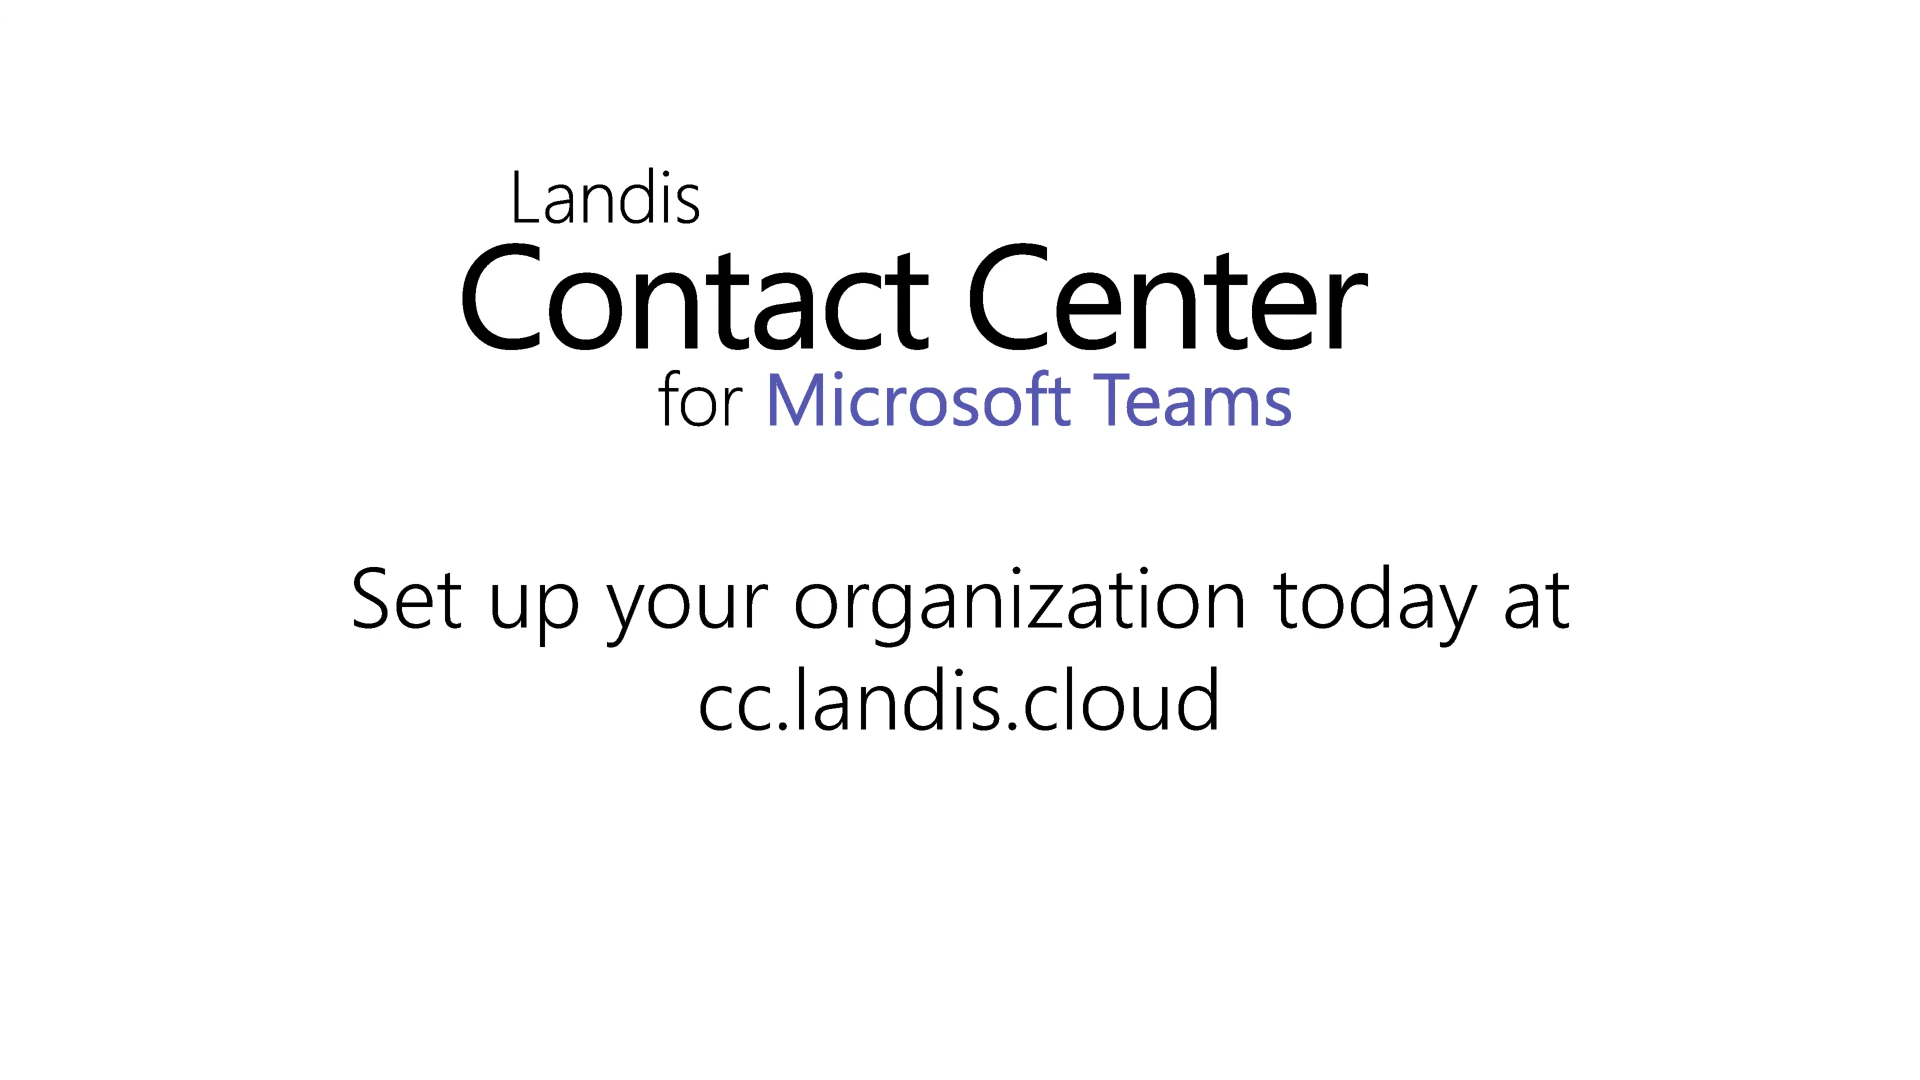 Landis
Contact Center
for Microsoft Teams
Set up your organization today at
cc.landis.cloud